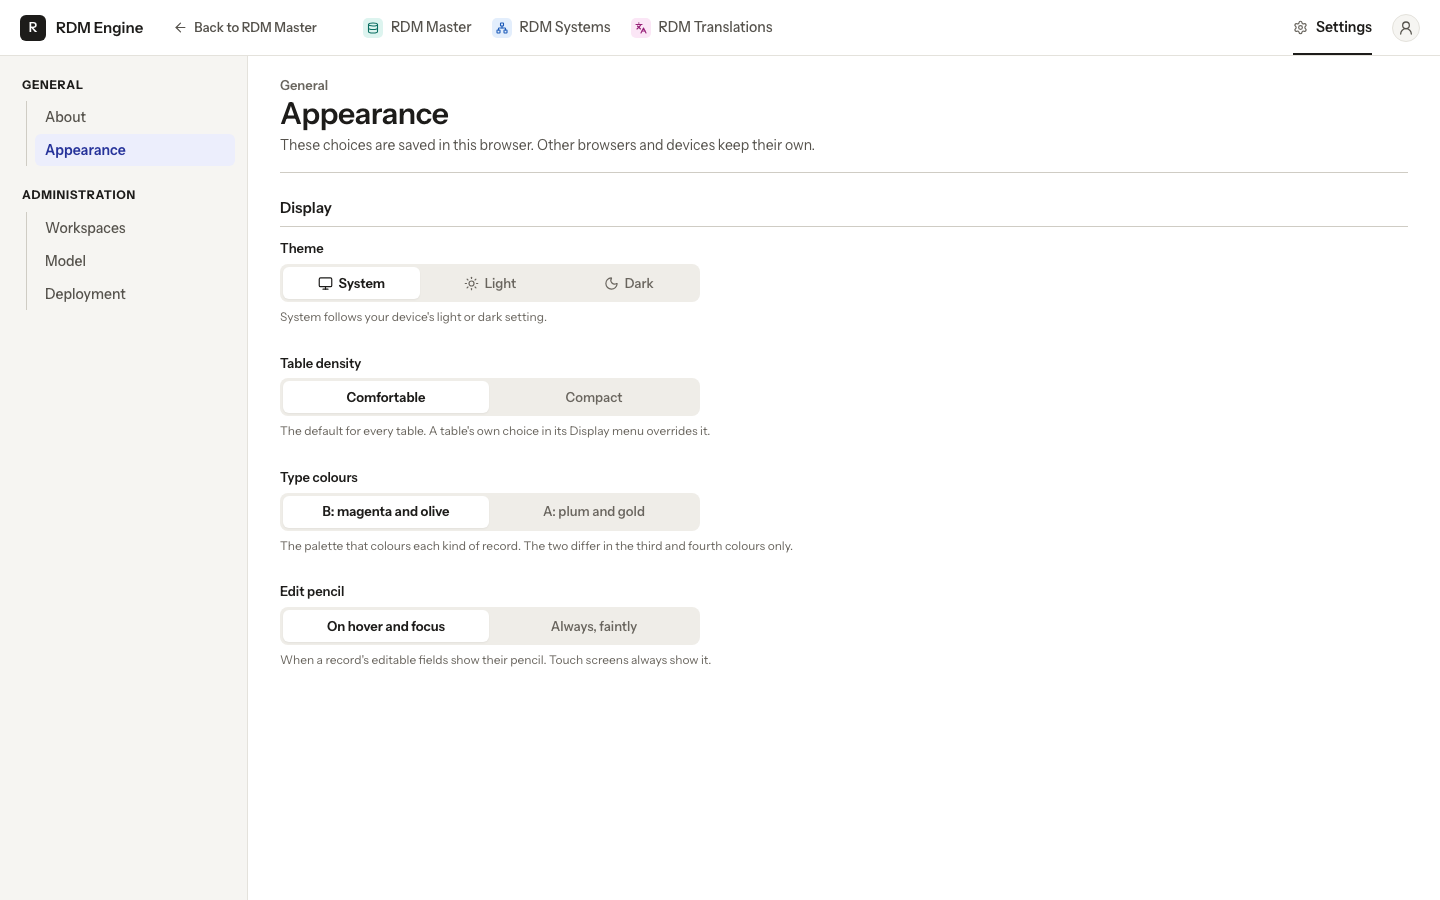 R RDM Engine
Back to RDM Master
RDM Master
RDM Systems
RDM Translations
Settings
GENERAL
About
Appearance
ADMINISTRATION
Workspaces
Model
Deployment
General
Appearance
These choices are saved in this browser. Other browsers and devices keep their own.
Display
Theme
System Light Dark
System follows your device's light or dark setting.
Table density
Comfortable Compact
The default for every table. A table's own choice in its Display menu overrides it.
Type colours
B: magenta and olive A: plum and gold
The palette that colours each kind of record. The two differ in the third and fourth colours only.
Edit pencil
On hover and focus Always, faintly
When a record's editable fields show their pencil. Touch screens always show it.